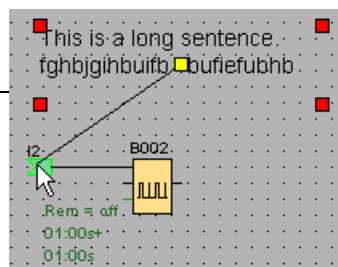 This is a long sentence.
fghbjgihbuifb bufiefubhb
I2
B002
Rem = off
01:00s+
01:00s